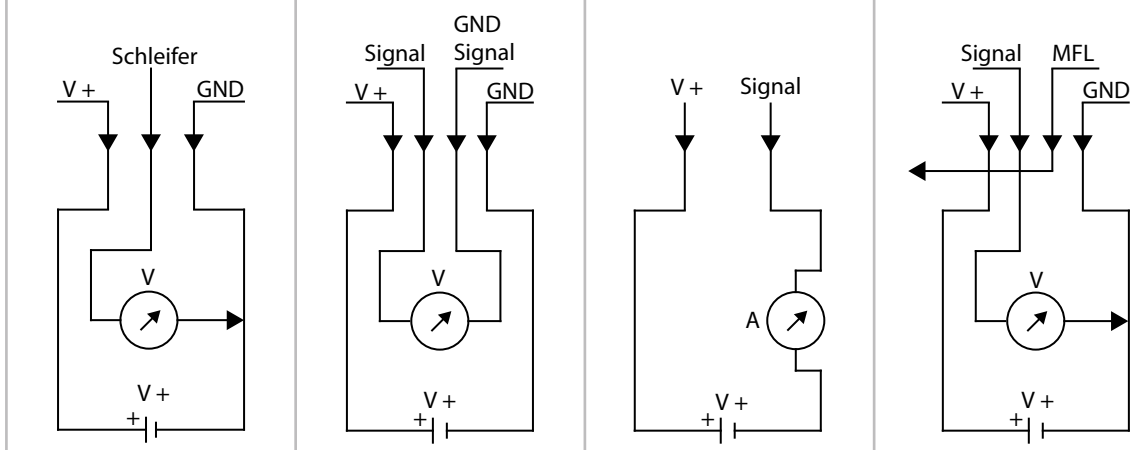 Schleifer
V +
GND
V
V +
+
GND
Signal
Signal
V +
GND
V
V +
+
V +
Signal
A
V +
+
Signal
MFL
V +
GND
V
V +
+